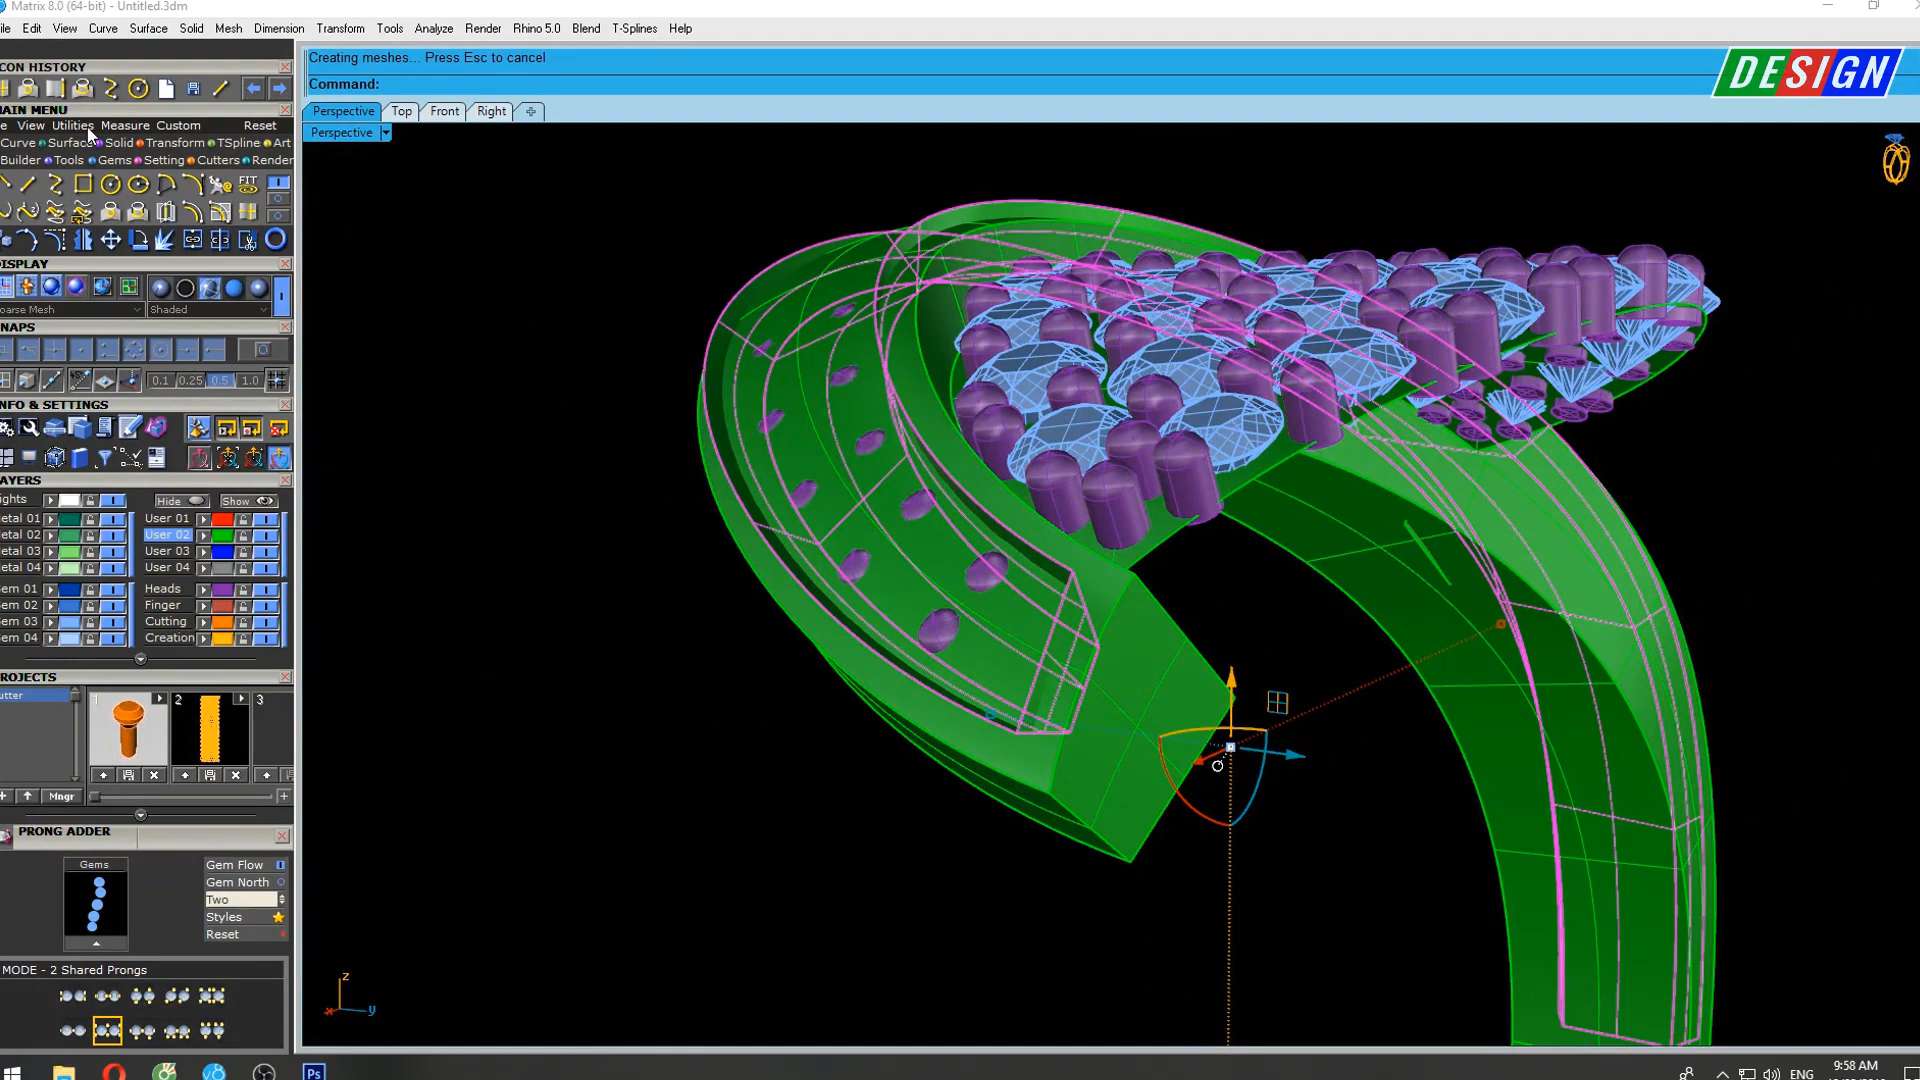 Matrix 8.0 (64-bit) - Untitled.3dm
ile Edit View Curve Surface Solid Mesh Dimension Transform Tools Analyze Render Rhino 5.0 Blend T-Splines Help
CON HISTORY
Creating meshes... Press Esc to cancel
Command:
DESIGN
AIN MENU
e View Utilities Measure Custom Reset
Curve Surface Solid Transform TSpline Art
Builder Tools Gems Setting Cutters Render
Perspective Top Front Right
Perspective
FIT
DISPLAY
oarse Mesh Shaded
NAPS
0.1 0.25 0.5 1.0
NFO & SETTINGS
AYERS
ights Hide Show
etal 01 User 01
etal 02 User 02
etal 03 User 03
etal 04 User 04
em 01 Heads
em 02 Finger
em 03 Cutting
em 04 Creation
ROJECTS
utter 1 2 3
Mngr
PRONG ADDER
Gems Gem Flow
Gem North
Two
Styles
Reset
MODE - 2 Shared Prongs
z
x y
Ps
ENG
9:58 AM